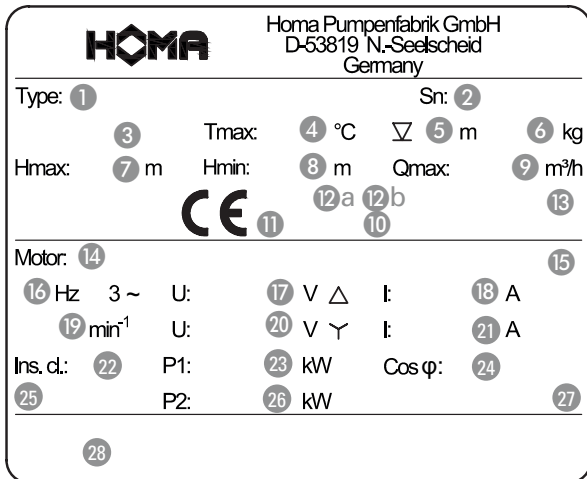 HOMA
Homa Pumpenfabrik GmbH
D-53819 N.-Seelscheid
Germany
Type: 1 Sn: 2
3 Tmax: 4 °C 5 m 6 kg
Hmax: 7 m Hmin: 8 m Qmax: 9 m³/h
CE 11 12a 12b 10 13
Motor: 14 15
16 Hz 3 ~ U: 17 V △ I: 18 A
19 min⁻¹ U: 20 V Y I: 21 A
Ins. cl.: 22 P1: 23 kW Cos φ: 24
25 P2: 26 kW 27
28